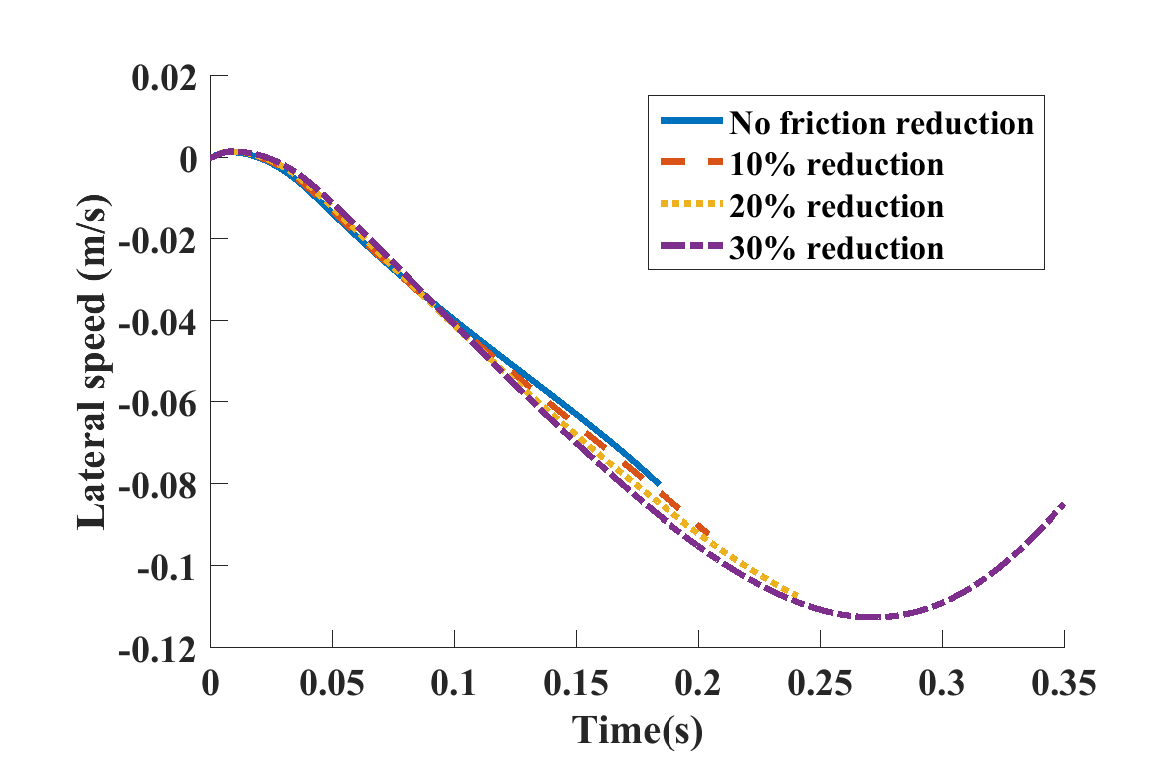 0.02
0
-0.02
-0.04
-0.06
-0.08
-0.1
-0.12
Lateral speed (m/s)
No friction reduction
10% reduction
20% reduction
30% reduction
0 0.05 0.1 0.15 0.2 0.25 0.3 0.35
Time(s)